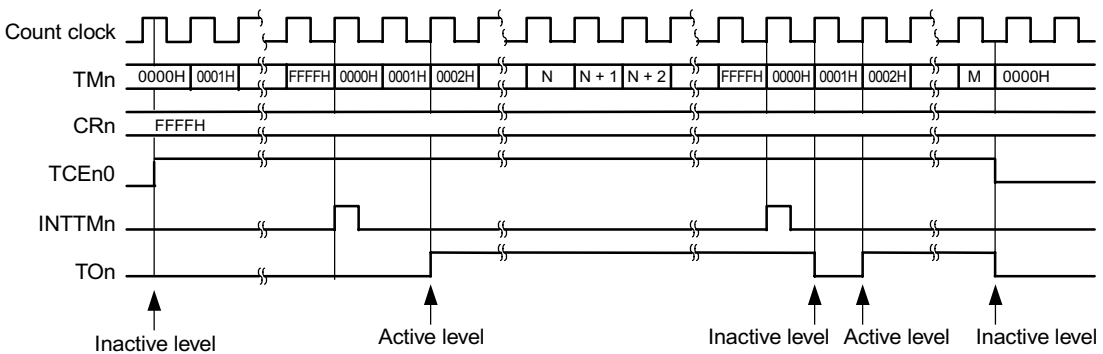 Count clock
TMn 0000H 0001H FFFFH 0000H 0001H 0002H N N + 1 N + 2 FFFFH 0000H 0001H 0002H M 0000H
CRn FFFFH
TCEn0
INTTMn
TOn
Inactive level Active level Inactive level Active level Inactive level